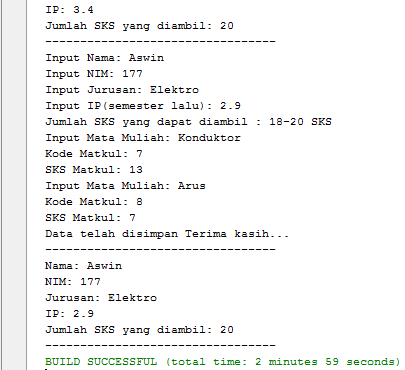 IP: 3.4
Jumlah SKS yang diambil: 20
---------------------------------
Input Nama: Aswin
Input NIM: 177
Input Jurusan: Elektro
Input IP(semester lalu): 2.9
Jumlah SKS yang dapat diambil : 18-20 SKS
Input Mata Muliah: Konduktor
Kode Matkul: 7
SKS Matkul: 13
Input Mata Muliah: Arus
Kode Matkul: 8
SKS Matkul: 7
Data telah disimpan Terima kasih...
---------------------------------
Nama: Aswin
NIM: 177
Jurusan: Elektro
IP: 2.9
Jumlah SKS yang diambil: 20
---------------------------------
BUILD SUCCESSFUL (total time: 2 minutes 59 seconds)